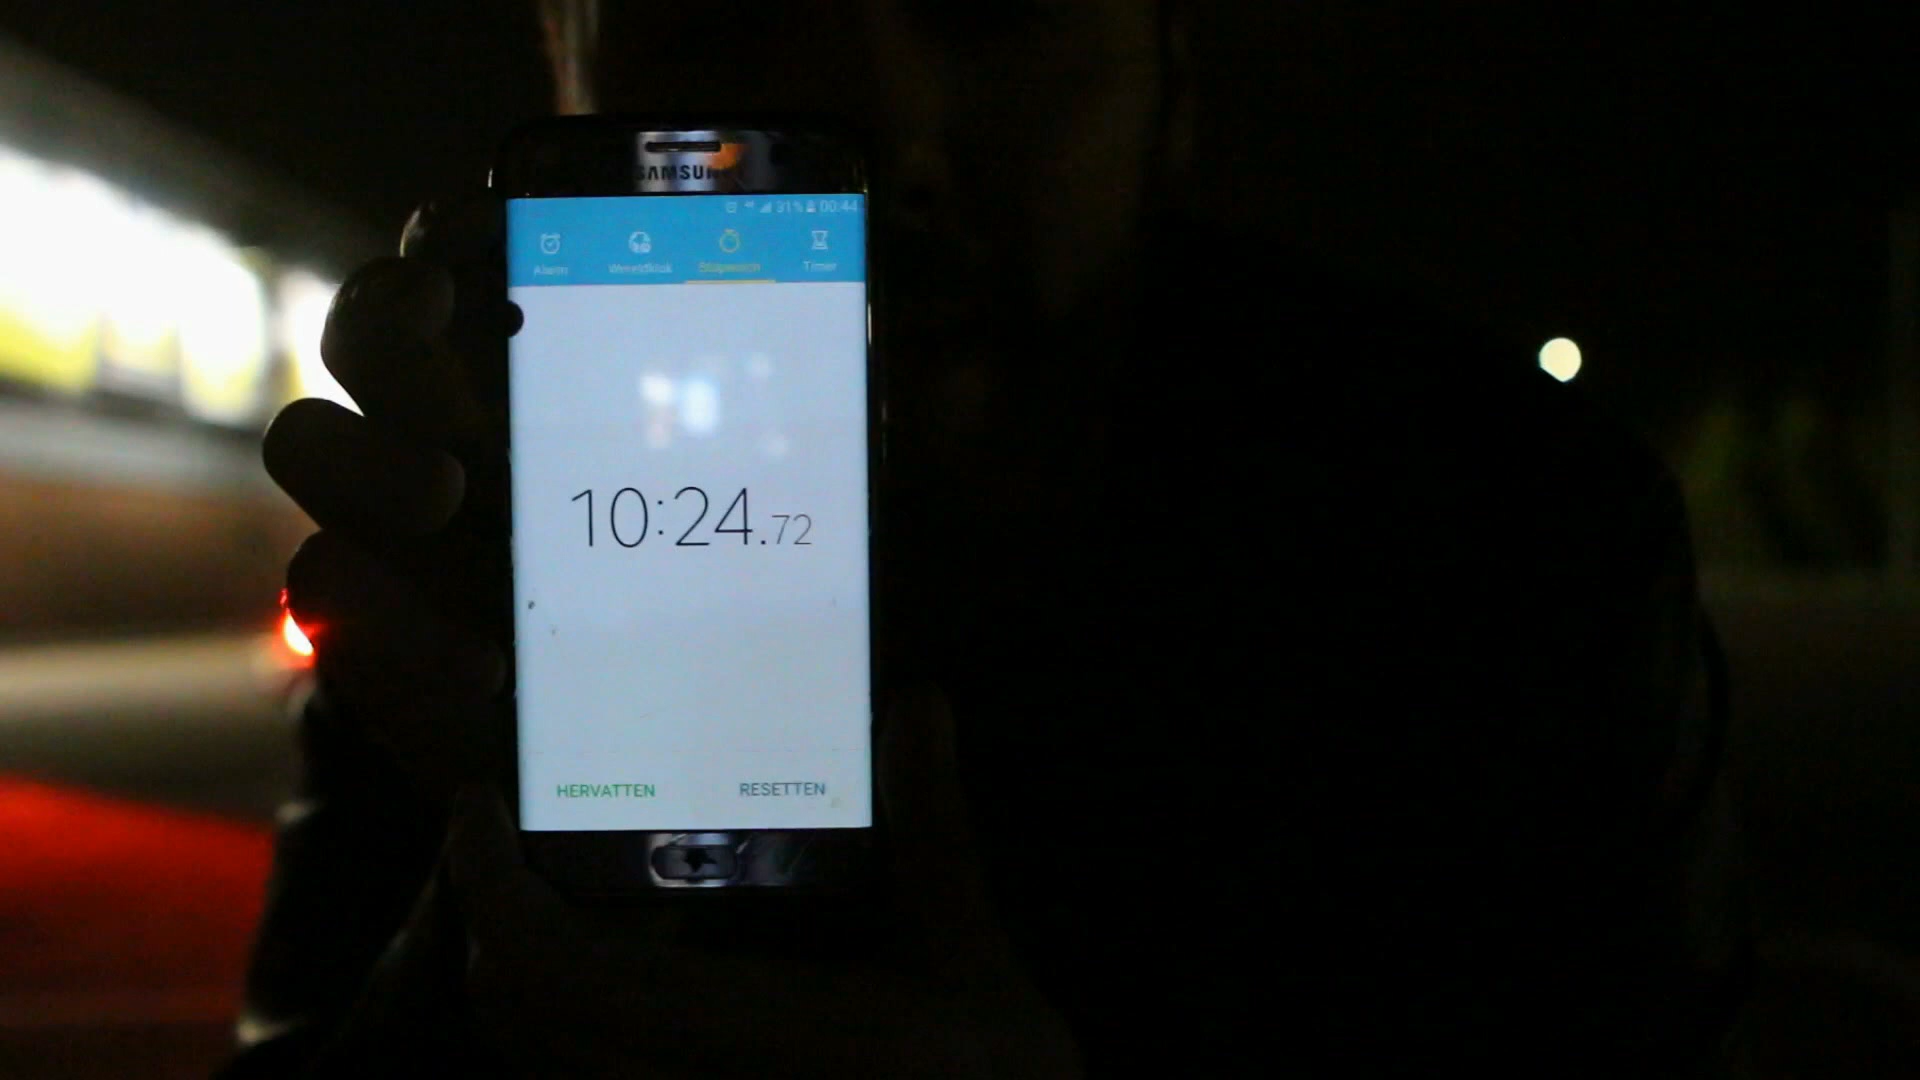 SAMSUNG
31% 00:44
Alarm Wereldklok Stopwatch Timer
10:24.72
HERVATTEN RESETTEN